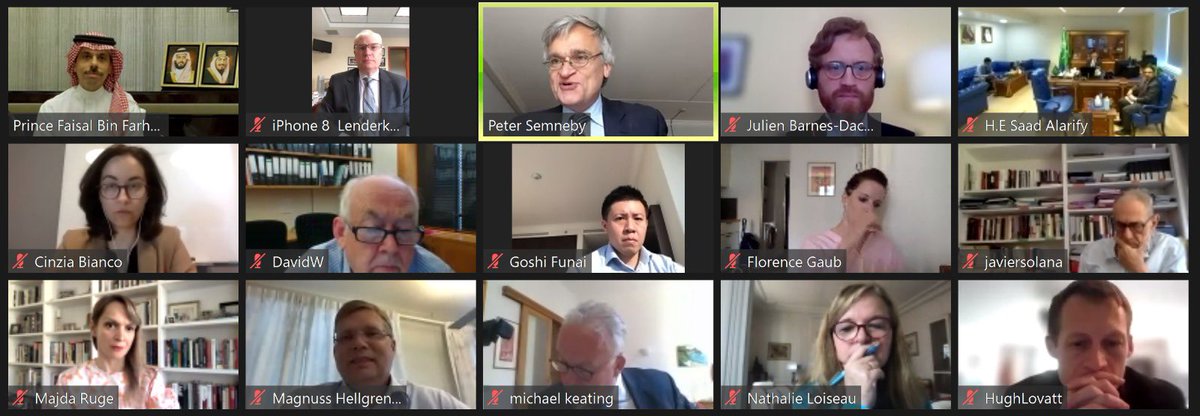 Prince Faisal Bin Farh...
iPhone 8 Lenderk...
Peter Semneby
Julien Barnes-Dac...
H.E Saad Alarify
Cinzia Bianco
DavidW
Goshi Funai
Florence Gaub
javiersolana
Majda Ruge
Magnuss Hellgren...
michael keating
Nathalie Loiseau
HughLovatt